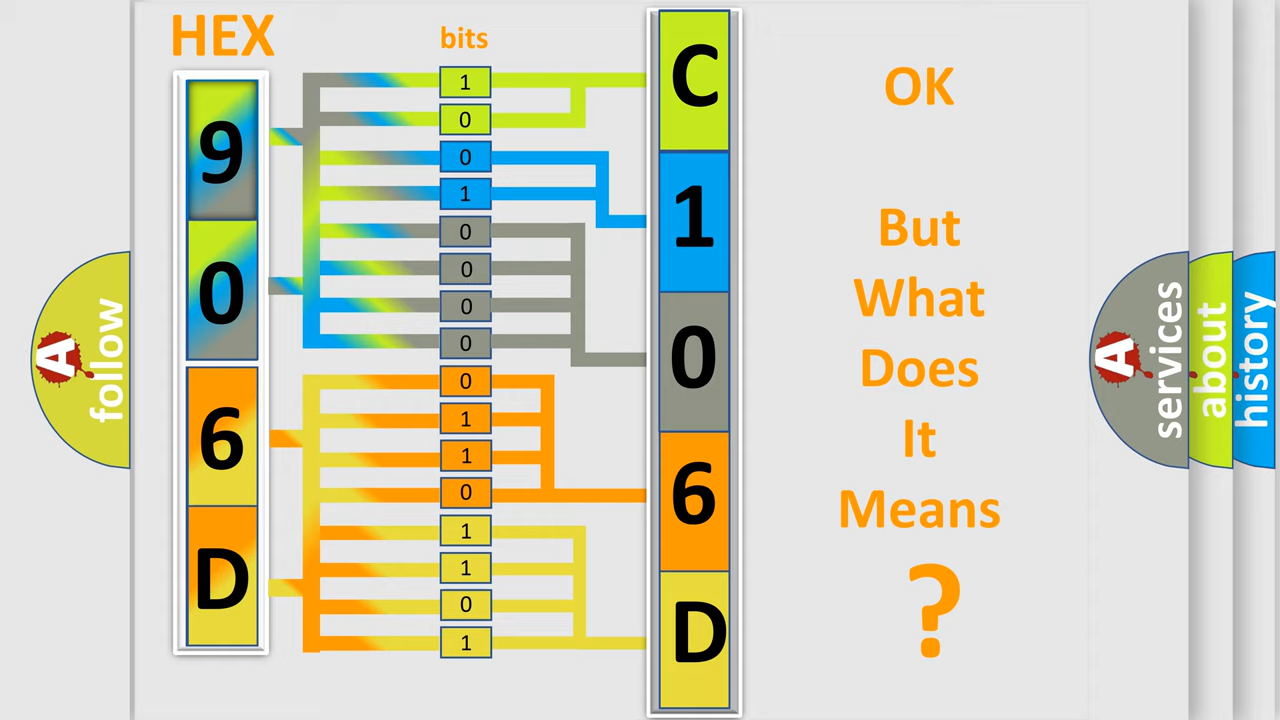 HEX
bits
9
0
6
D
1
0
0
1
0
0
0
0
0
1
1
0
1
1
0
1
C
1
0
6
D
OK
But
What
Does
It
Means
?
A
follow
A
services
about
history